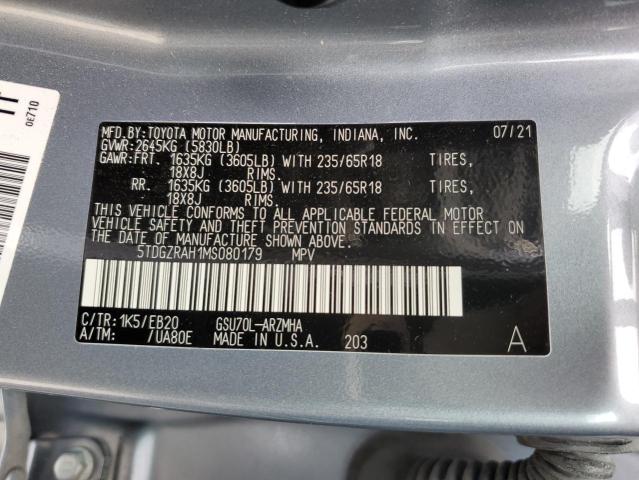 MFD.BY:TOYOTA MOTOR MANUFACTURING, INDIANA, INC. 07/21
GVWR:2645KG (5830LB)
GAWR:FRT. 1635KG (3605LB) WITH 235/65R18 TIRES,
18X8J RIMS.
RR. 1635KG (3605LB) WITH 235/65R18 TIRES,
18X8J RIMS.
THIS VEHICLE CONFORMS TO ALL APPLICABLE FEDERAL MOTOR
VEHICLE SAFETY AND THEFT PREVENTION STANDARDS IN EFFECT ON
THE DATE OF MANUFACTURE SHOWN ABOVE.
5TDGZRAH1MS080179 MPV
C/TR:1K5/EB20 GSU70L-ARZMHA
A/TM: /UA80E MADE IN U.S.A. 203 A
0E710